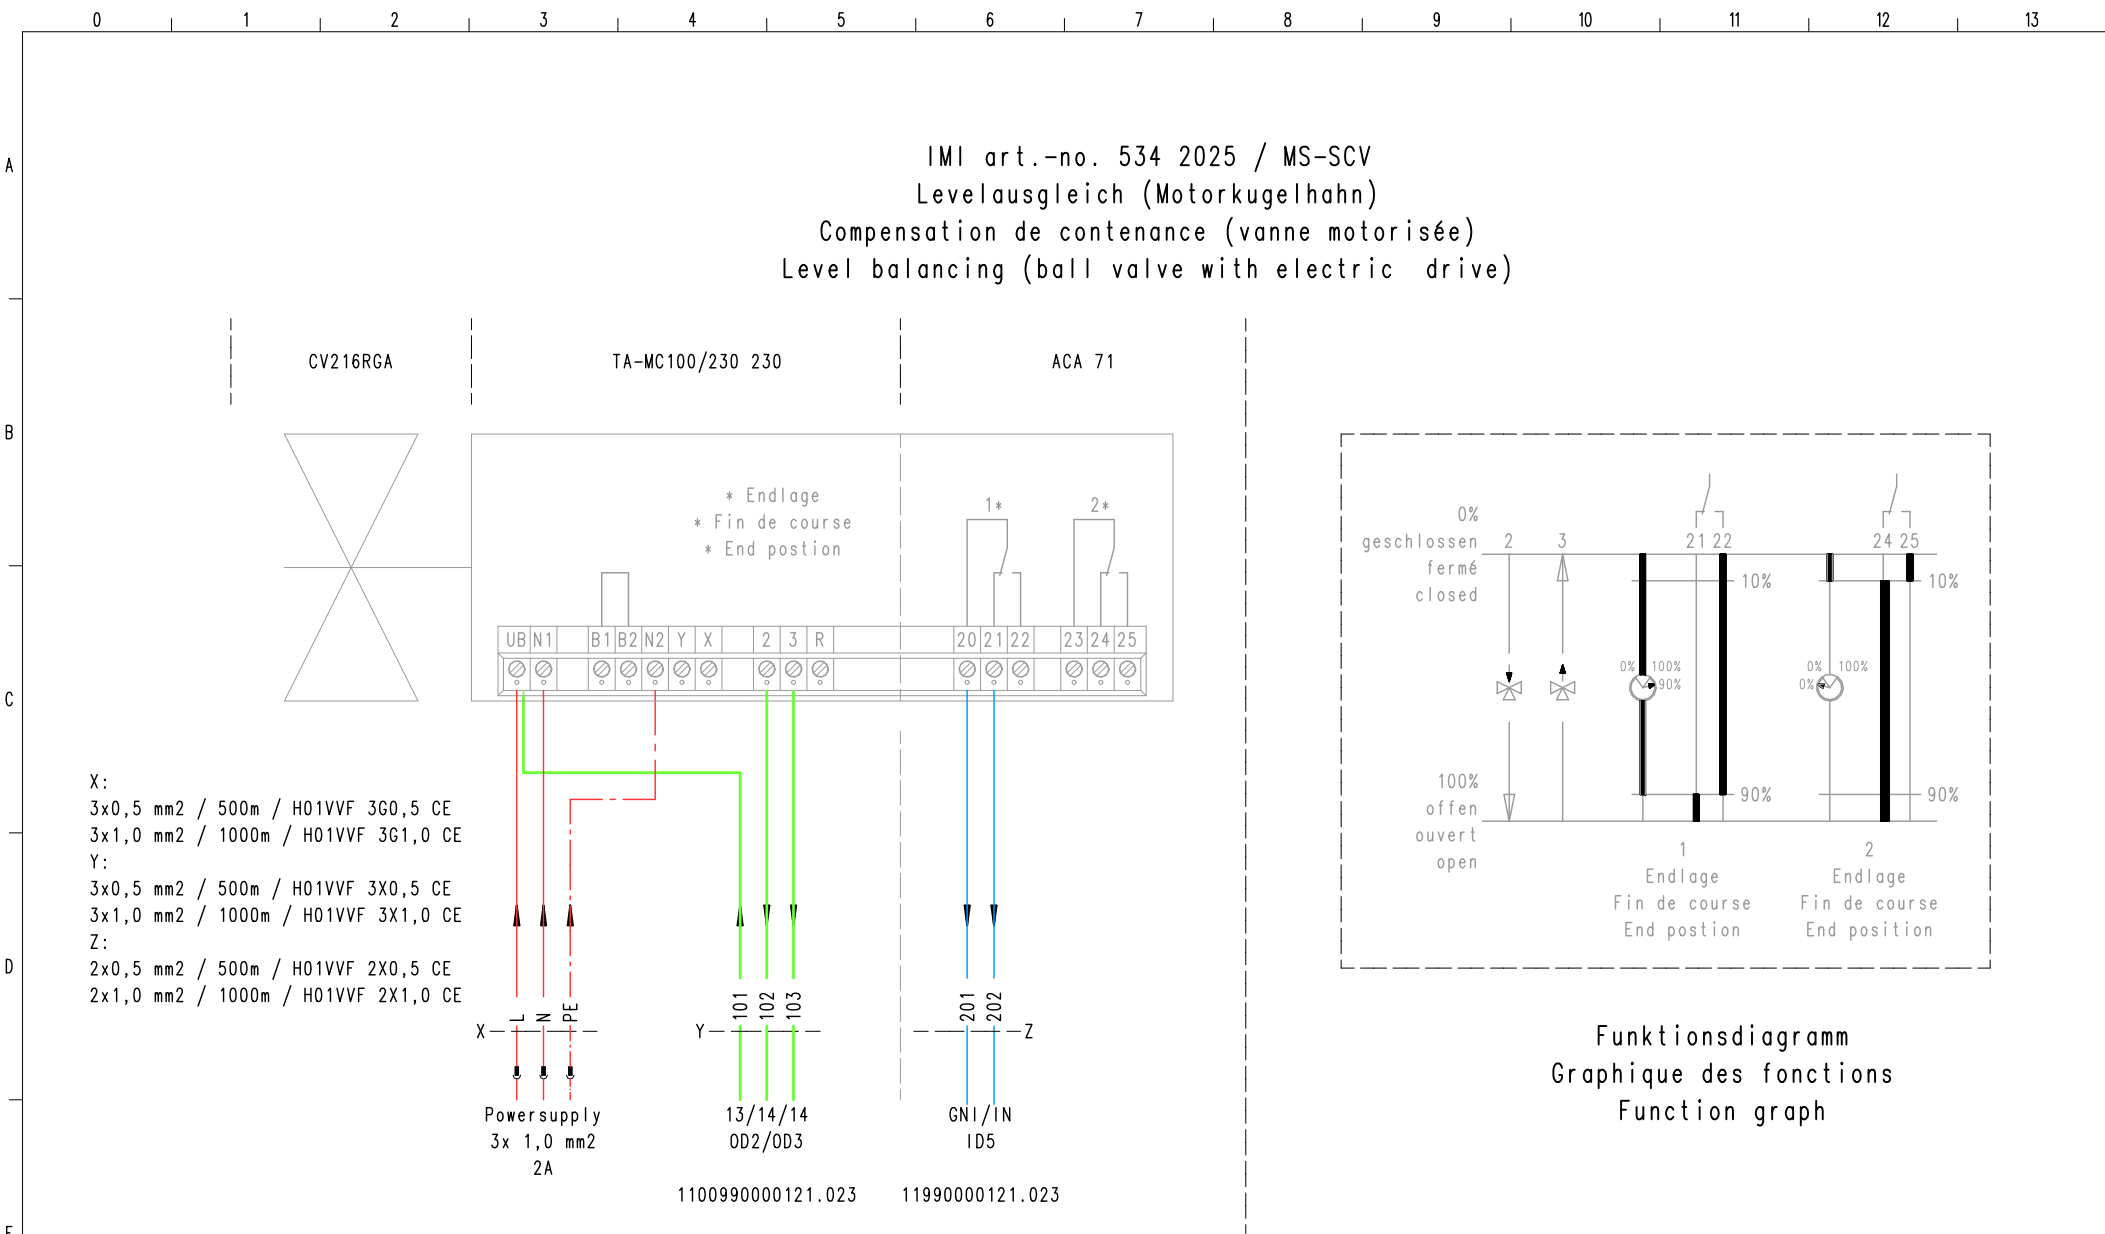 0 1 2 3 4 5 6 7 8 9 10 11 12 13
A
IMI art.-no. 534 2025 / MS-SCV
Levelausgleich (Motorkugelhahn)
Compensation de contenance (vanne motorisée)
Level balancing (ball valve with electric drive)
CV216RGA
TA-MC100/230 230
ACA 71
B
* Endlage
* Fin de course
* End postion
1*
2*
UB N1 B1 B2 N2 Y X 2 3 R 20 21 22 23 24 25
C
X:
3x0,5 mm2 / 500m / H01VVF 3G0,5 CE
3x1,0 mm2 / 1000m / H01VVF 3G1,0 CE
Y:
3x0,5 mm2 / 500m / H01VVF 3X0,5 CE
3x1,0 mm2 / 1000m / H01VVF 3X1,0 CE
Z:
2x0,5 mm2 / 500m / H01VVF 2X0,5 CE
2x1,0 mm2 / 1000m / H01VVF 2X1,0 CE
D
L N PE
101 102 103
201 202
X
Y
Z
Powersupply
3x 1,0 mm2
2A
13/14/14
OD2/OD3
GNI/IN
ID5
1100990000121.023
11990000121.023
E
0%
geschlossen
fermé
closed
2 3 21 22 24 25
10%
10%
0% 100%
90%
0% 100%
0%
100%
offen
ouvert
open
90%
90%
1
Endlage
Fin de course
End postion
2
Endlage
Fin de course
End position
Funktionsdiagramm
Graphique des fonctions
Function graph